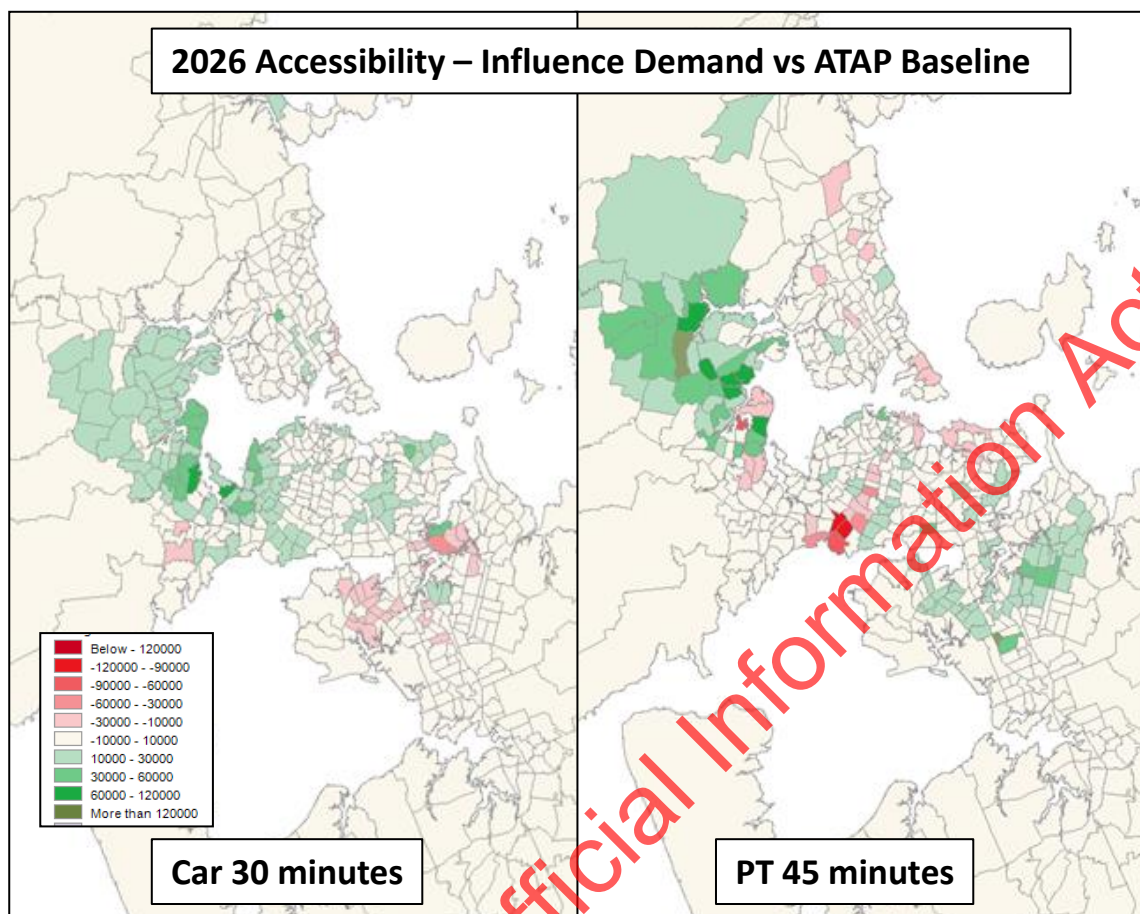 2026 Accessibility – Influence Demand vs ATAP Baseline
Below - 120000
-120000 - -90000
-90000 - -60000
-60000 - -30000
-30000 - -10000
-10000 - 10000
10000 - 30000
30000 - 60000
60000 - 120000
More than 120000
Car 30 minutes
PT 45 minutes
fficial Information Act